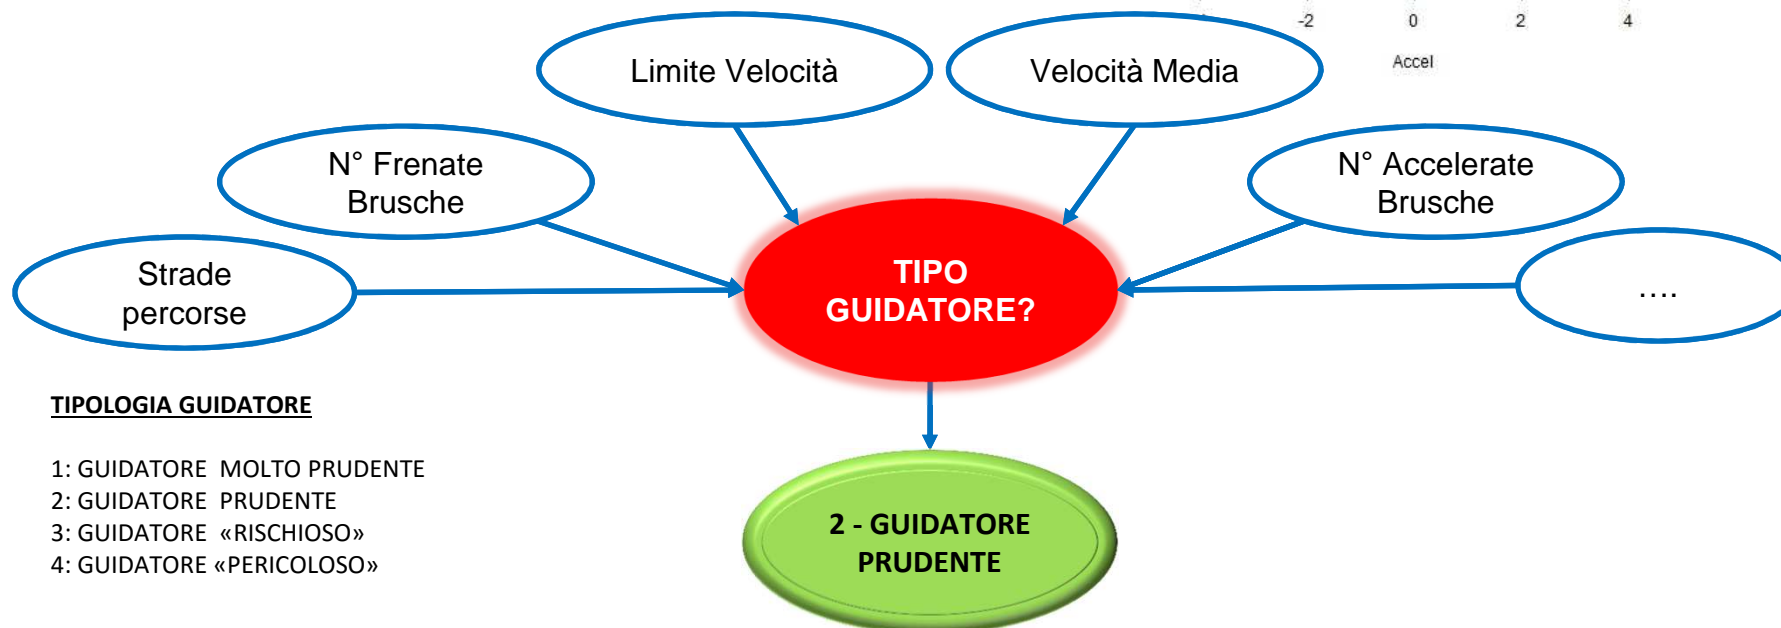 -2 0 2 4
Accel
Limite Velocità
Velocità Media
N° Frenate
Brusche
N° Accelerate
Brusche
Strade
percorse
TIPO
GUIDATORE?
....
TIPOLOGIA GUIDATORE
1: GUIDATORE MOLTO PRUDENTE
2: GUIDATORE PRUDENTE
3: GUIDATORE «RISCHIOSO»
4: GUIDATORE «PERICOLOSO»
2 - GUIDATORE
PRUDENTE